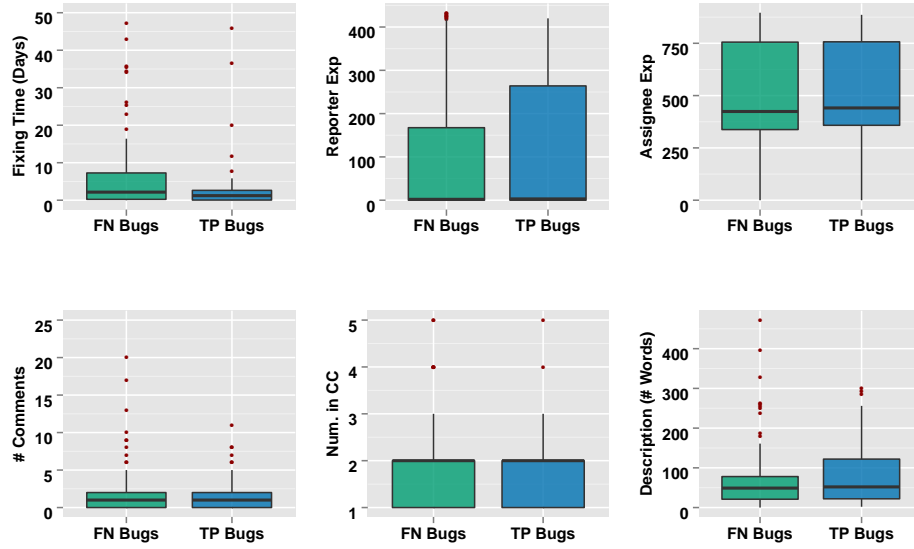 Fixing Time (Days)
50
40
30
20
10
0
FN Bugs
TP Bugs
Reporter Exp
400
300
200
100
0
FN Bugs
TP Bugs
Assignee Exp
750
500
250
0
FN Bugs
TP Bugs
# Comments
25
20
15
10
5
0
FN Bugs
TP Bugs
Num. in CC
5
4
3
2
1
FN Bugs
TP Bugs
Description (# Words)
400
300
200
100
0
FN Bugs
TP Bugs